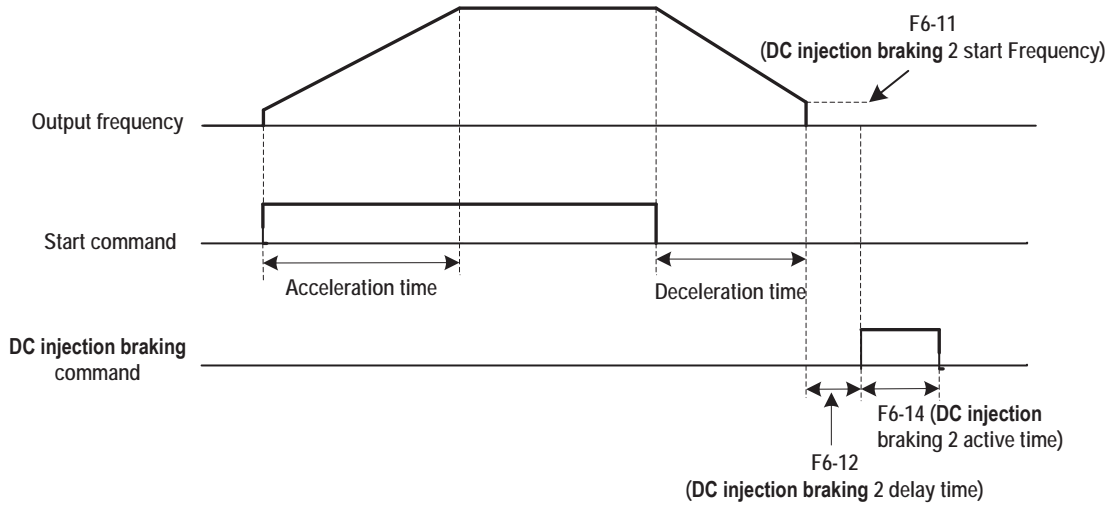 F6-11
(DC injection braking 2 start Frequency)
Output frequency
Start command
Acceleration time
Deceleration time
DC injection braking
command
F6-14 (DC injection
braking 2 active time)
F6-12
(DC injection braking 2 delay time)